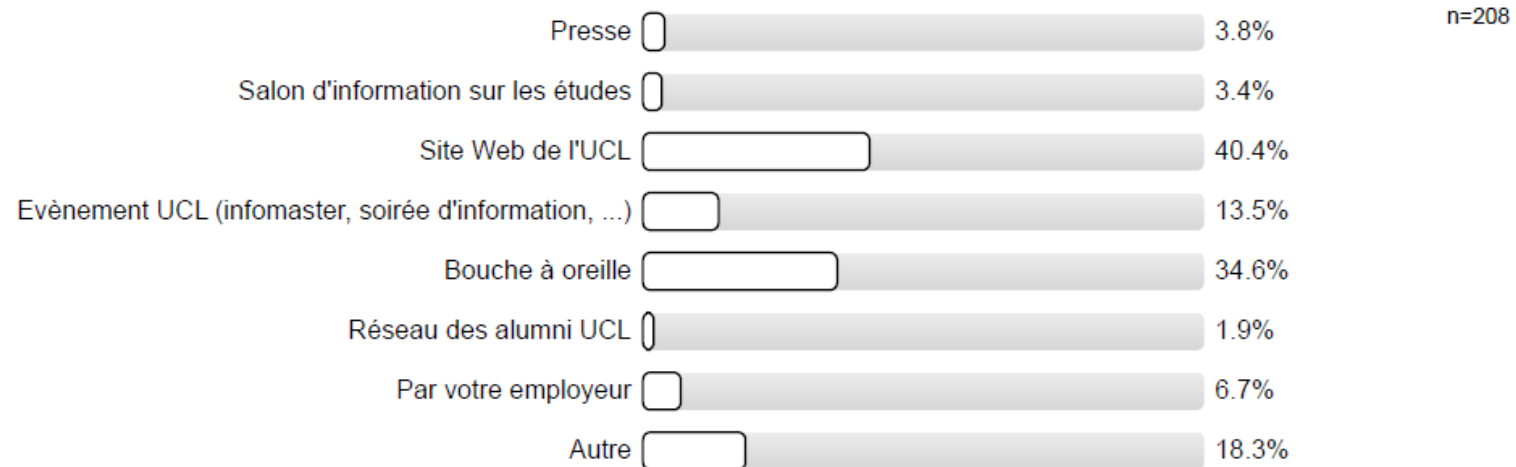 n=208
Presse 3.8%
Salon d'information sur les études 3.4%
Site Web de l'UCL 40.4%
Evènement UCL (infomaster, soirée d'information, ...) 13.5%
Bouche à oreille 34.6%
Réseau des alumni UCL 1.9%
Par votre employeur 6.7%
Autre 18.3%